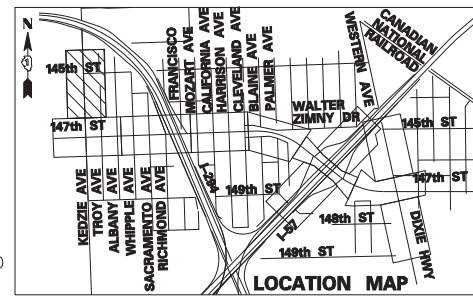 N
CANADIAN
NATIONAL
RAILROAD
WESTERN AVE
FRANCISCO
MOZART AVE
CALIFORNIA AVE
HARRISON AVE
CLEVELAND AVE
BLAINE AVE
PALMER AVE
145th ST
WALTER
ZIMNY DR
147th ST
145th ST
I-294
147th ST
149th ST
KEDZIE AVE
TROY AVE
ALBANY AVE
WHIPPLE AVE
SACRAMENTO AVE
RICHMOND AVE
I-57
148th ST
DIXIE HWY
149th ST
LOCATION MAP